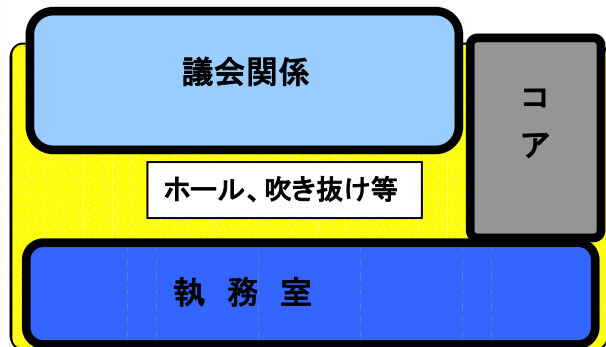 議会関係
コ
ア
ホール、吹き抜け等
執 務 室